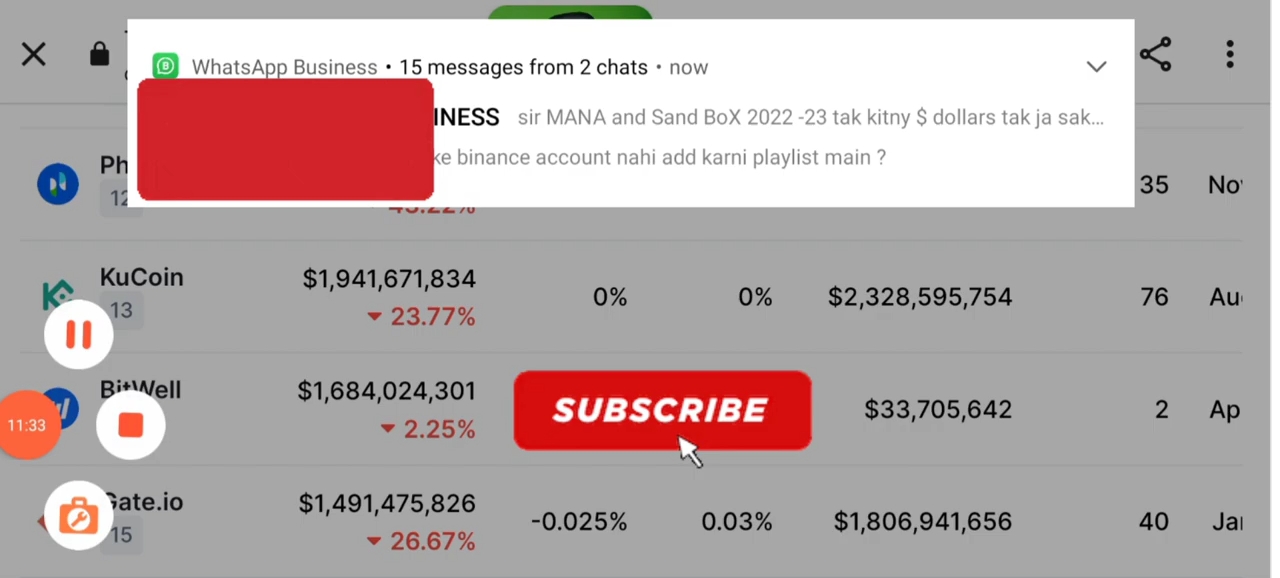 WhatsApp Business • 15 messages from 2 chats • now
INESS sir MANA and Sand BoX 2022 -23 tak kitny $ dollars tak ja sak...
ke binance account nahi add karni playlist main ?
Ph 35 No
12
43.22%
KuCoin $1,941,671,834 0% 0% $2,328,595,754 76 Au
13 23.77%
BitWell $1,684,024,301 SUBSCRIBE $33,705,642 2 Ap
11:33 2.25%
Gate.io $1,491,475,826 -0.025% 0.03% $1,806,941,656 40 Jan
15 26.67%